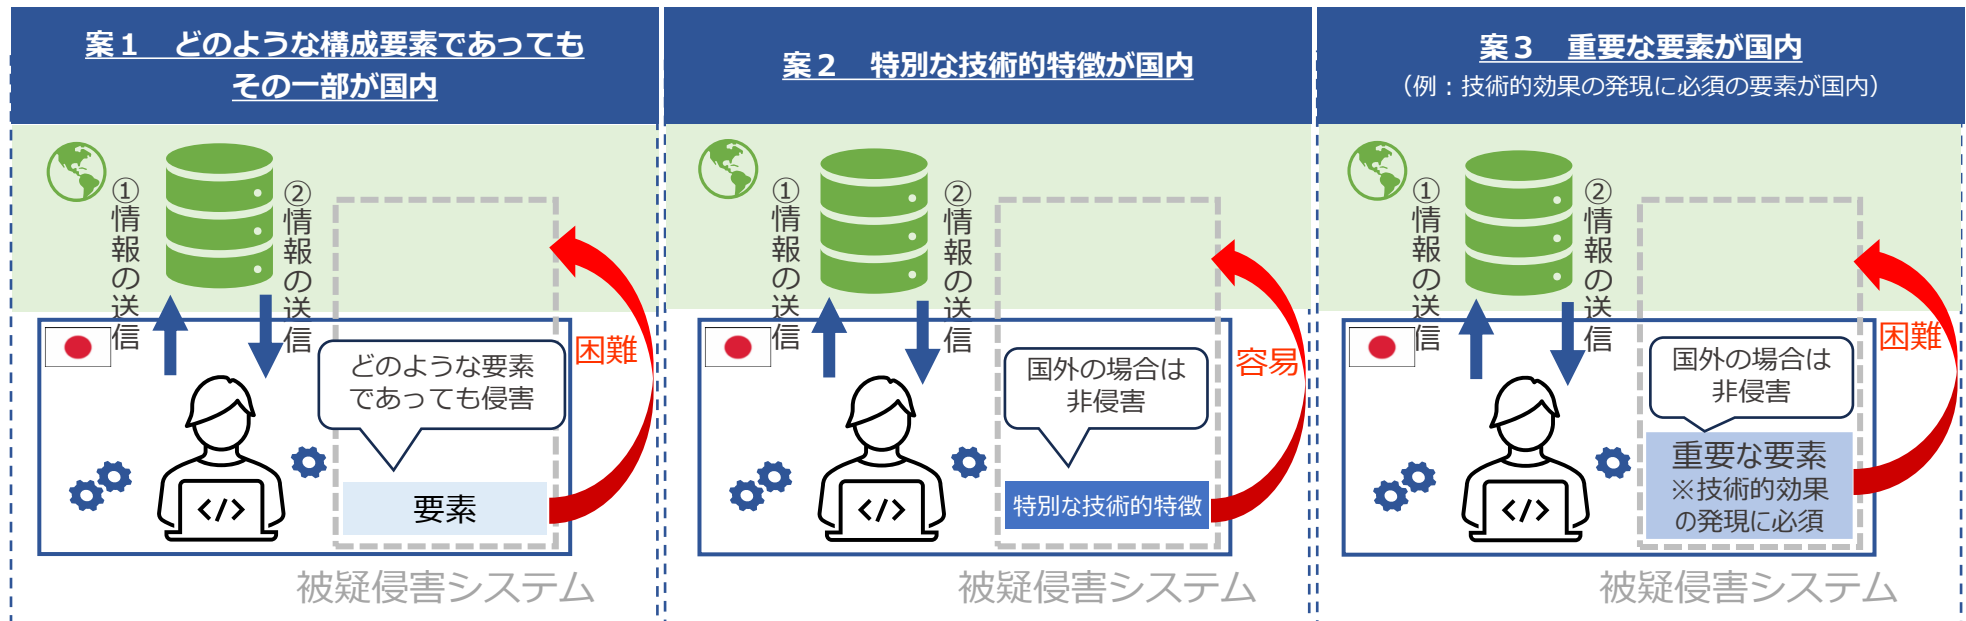 案１　どのような構成要素であっても
その一部が国内
①情報の送信
②情報の送信
困難
どのような要素
であっても侵害
</>
要素
被疑侵害システム
案２　特別な技術的特徴が国内
①情報の送信
②情報の送信
容易
国外の場合は
非侵害
</>
特別な技術的特徴
被疑侵害システム
案３　重要な要素が国内
（例：技術的効果の発現に必須の要素が国内）
①情報の送信
②情報の送信
困難
国外の場合は
非侵害
</>
重要な要素
※技術的効果
の発現に必須
被疑侵害システム